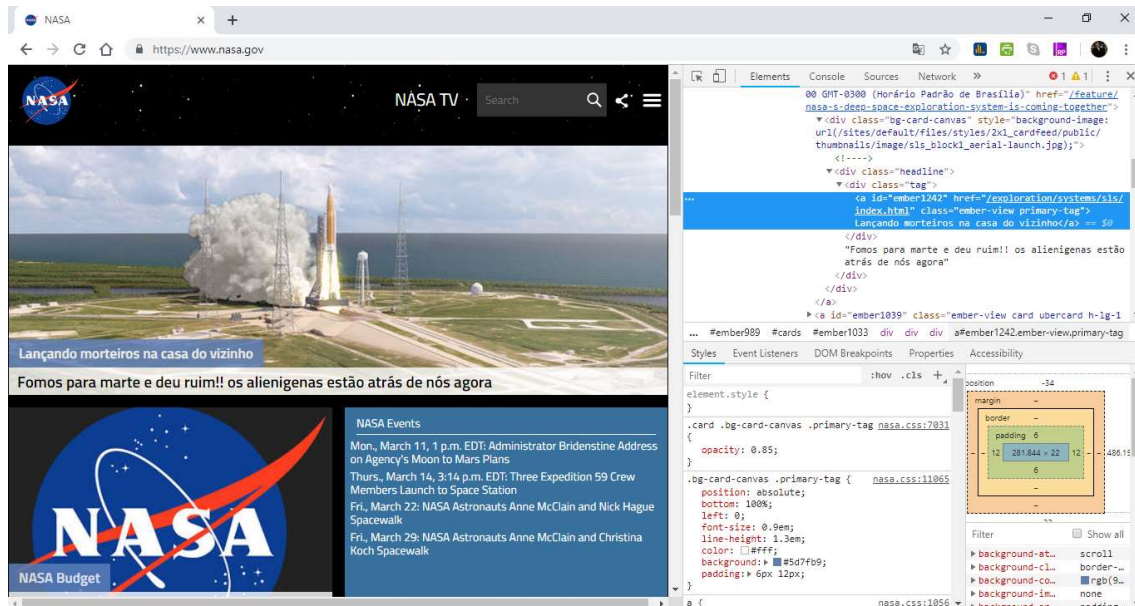 NASA
https://www.nasa.gov
NASA
NASA TV
Search
Lançando morteiros na casa do vizinho
Fomos para marte e deu ruim!! os alienigenas estão atrás de nós agora
NASA
NASA Budget
NASA Events
Mon., March 11, 1 p.m. EDT: Administrator Bridenstine Address
on Agency's Moon to Mars Plans
Thurs., March 14, 3:14 p.m. EDT: Three Expedition 59 Crew
Members Launch to Space Station
Fri., March 22: NASA Astronauts Anne McClain and Nick Hague
Spacewalk
Fri., March 29: NASA Astronauts Anne McClain and Christina
Koch Spacewalk
Elements Console Sources Network » 1 1
00 GMT-0300 (Horário Padrão de Brasília)" href="/feature/
nasa-s-deep-space-exploration-system-is-coming-together">
▼<div class="bg-card-canvas" style="background-image:
url(/sites/default/files/styles/2x1_cardfeed/public/
thumbnails/image/sls_block1_aerial-launch.jpg);">
<!---->
▼<div class="headline">
▼<div class="tag">
<a id="ember1242" href="/exploration/systems/sls/
index.html" class="ember-view primary-tag">
Lançando morteiros na casa do vizinho</a> == $0
</div>
"Fomos para marte e deu ruim!! os alienigenas estão
atrás de nós agora"
</div>
</div>
</a>
▶<a id="ember1039" class="ember-view card ubercard h-lg-1
... #ember989 #cards #ember1033 div div div a#ember1242.ember-view.primary-tag
Styles Event Listeners DOM Breakpoints Properties Accessibility
Filter :hov .cls +
element.style {
}
.card .bg-card-canvas .primary-tag nasa.css:7031
{
opacity: 0.85;
}
.bg-card-canvas .primary-tag { nasa.css:11065
position: absolute;
bottom: 100%;
left: 0;
font-size: 0.9em;
line-height: 1.3em;
color: #fff;
background: #5d7fb9;
padding: 6px 12px;
}
a { nasa.css:1056
position -34
margin -
border -
padding 6
12 281.844 × 22 12 - - 486.15
6
-
-
Filter Show all
background-at… scroll
background-cl… border-…
background-co… rgb(9…
background-im… none